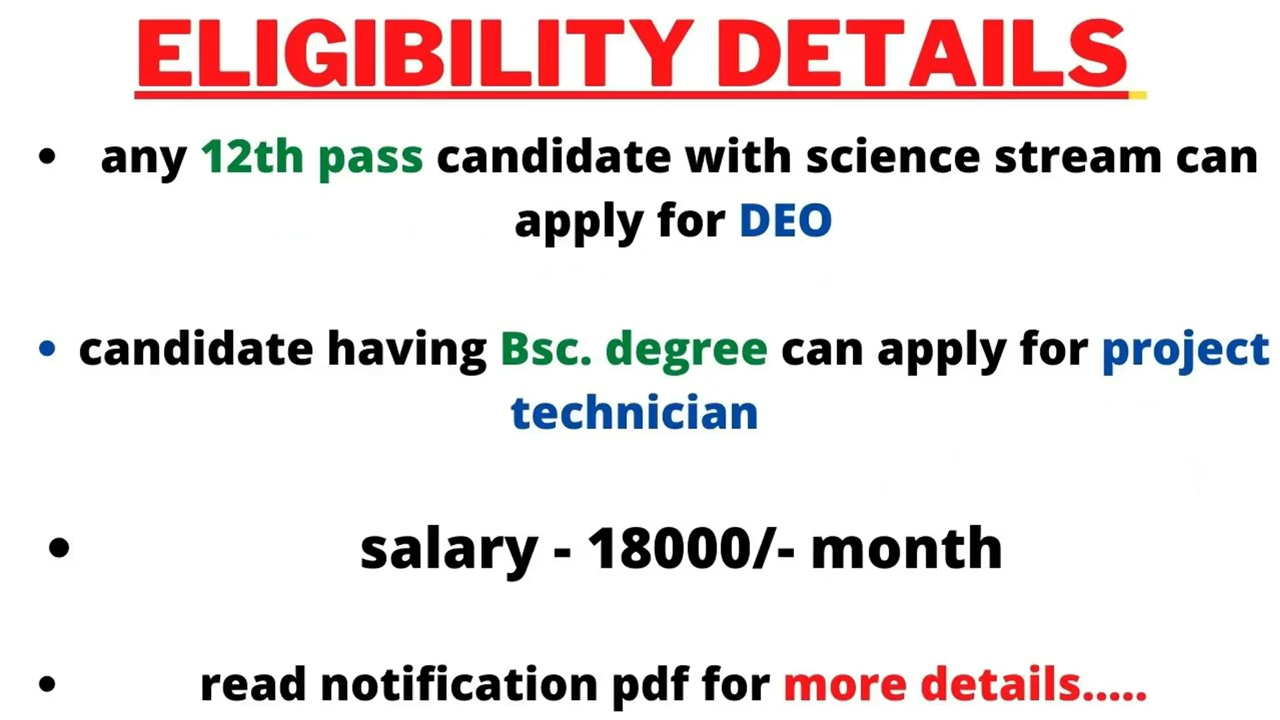 ELIGIBILITY DETAILS
• any 12th pass candidate with science stream can
apply for DEO
• candidate having Bsc. degree can apply for project
technician
• salary - 18000/- month
• read notification pdf for more details.....